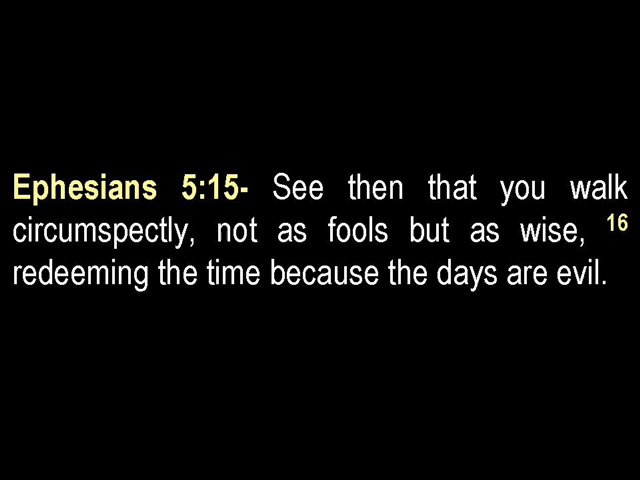 Ephesians 5:15- See then that you walk
circumspectly, not as fools but as wise, 16
redeeming the time because the days are evil.